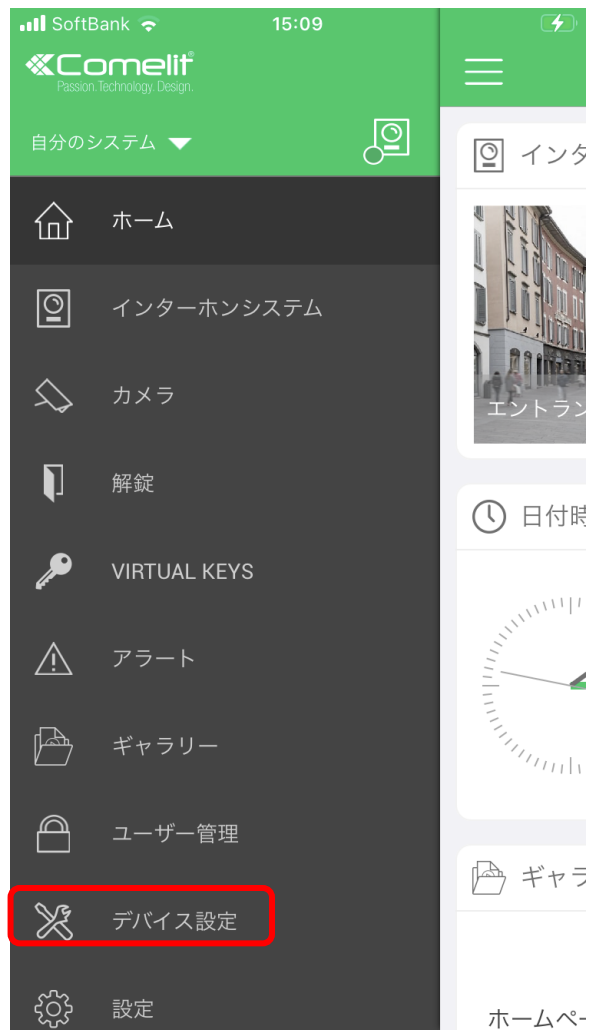 SoftBank 15:09
Comelit®
Passion. Technology. Design.
自分のシステム
ホーム
インターホンシステム
カメラ
解錠
VIRTUAL KEYS
アラート
ギャラリー
ユーザー管理
デバイス設定
設定
インタ
エントラン
日付時
ギャラ
ホームペー